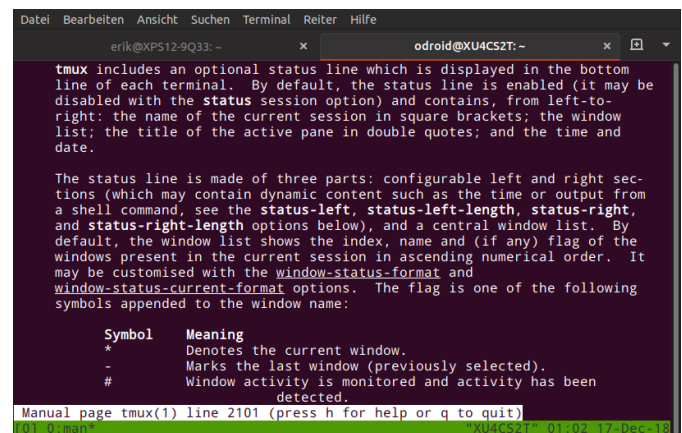 Datei Bearbeiten Ansicht Suchen Terminal Reiter Hilfe
erik@XPS12-9Q33: ~ × odroid@XU4CS2T: ~ ×
tmux includes an optional status line which is displayed in the bottom
line of each terminal. By default, the status line is enabled (it may be
disabled with the status session option) and contains, from left-to-
right: the name of the current session in square brackets; the window
list; the title of the active pane in double quotes; and the time and
date.
The status line is made of three parts: configurable left and right sec-
tions (which may contain dynamic content such as the time or output from
a shell command, see the status-left, status-left-length, status-right,
and status-right-length options below), and a central window list. By
default, the window list shows the index, name and (if any) flag of the
windows present in the current session in ascending numerical order. It
may be customised with the window-status-format and
window-status-current-format options. The flag is one of the following
symbols appended to the window name:
Symbol Meaning
* Denotes the current window.
- Marks the last window (previously selected).
# Window activity is monitored and activity has been
detected.
Manual page tmux(1) line 2101 (press h for help or q to quit)
[0] 0:man* "XU4CS2T" 01:02 17-Dec-18